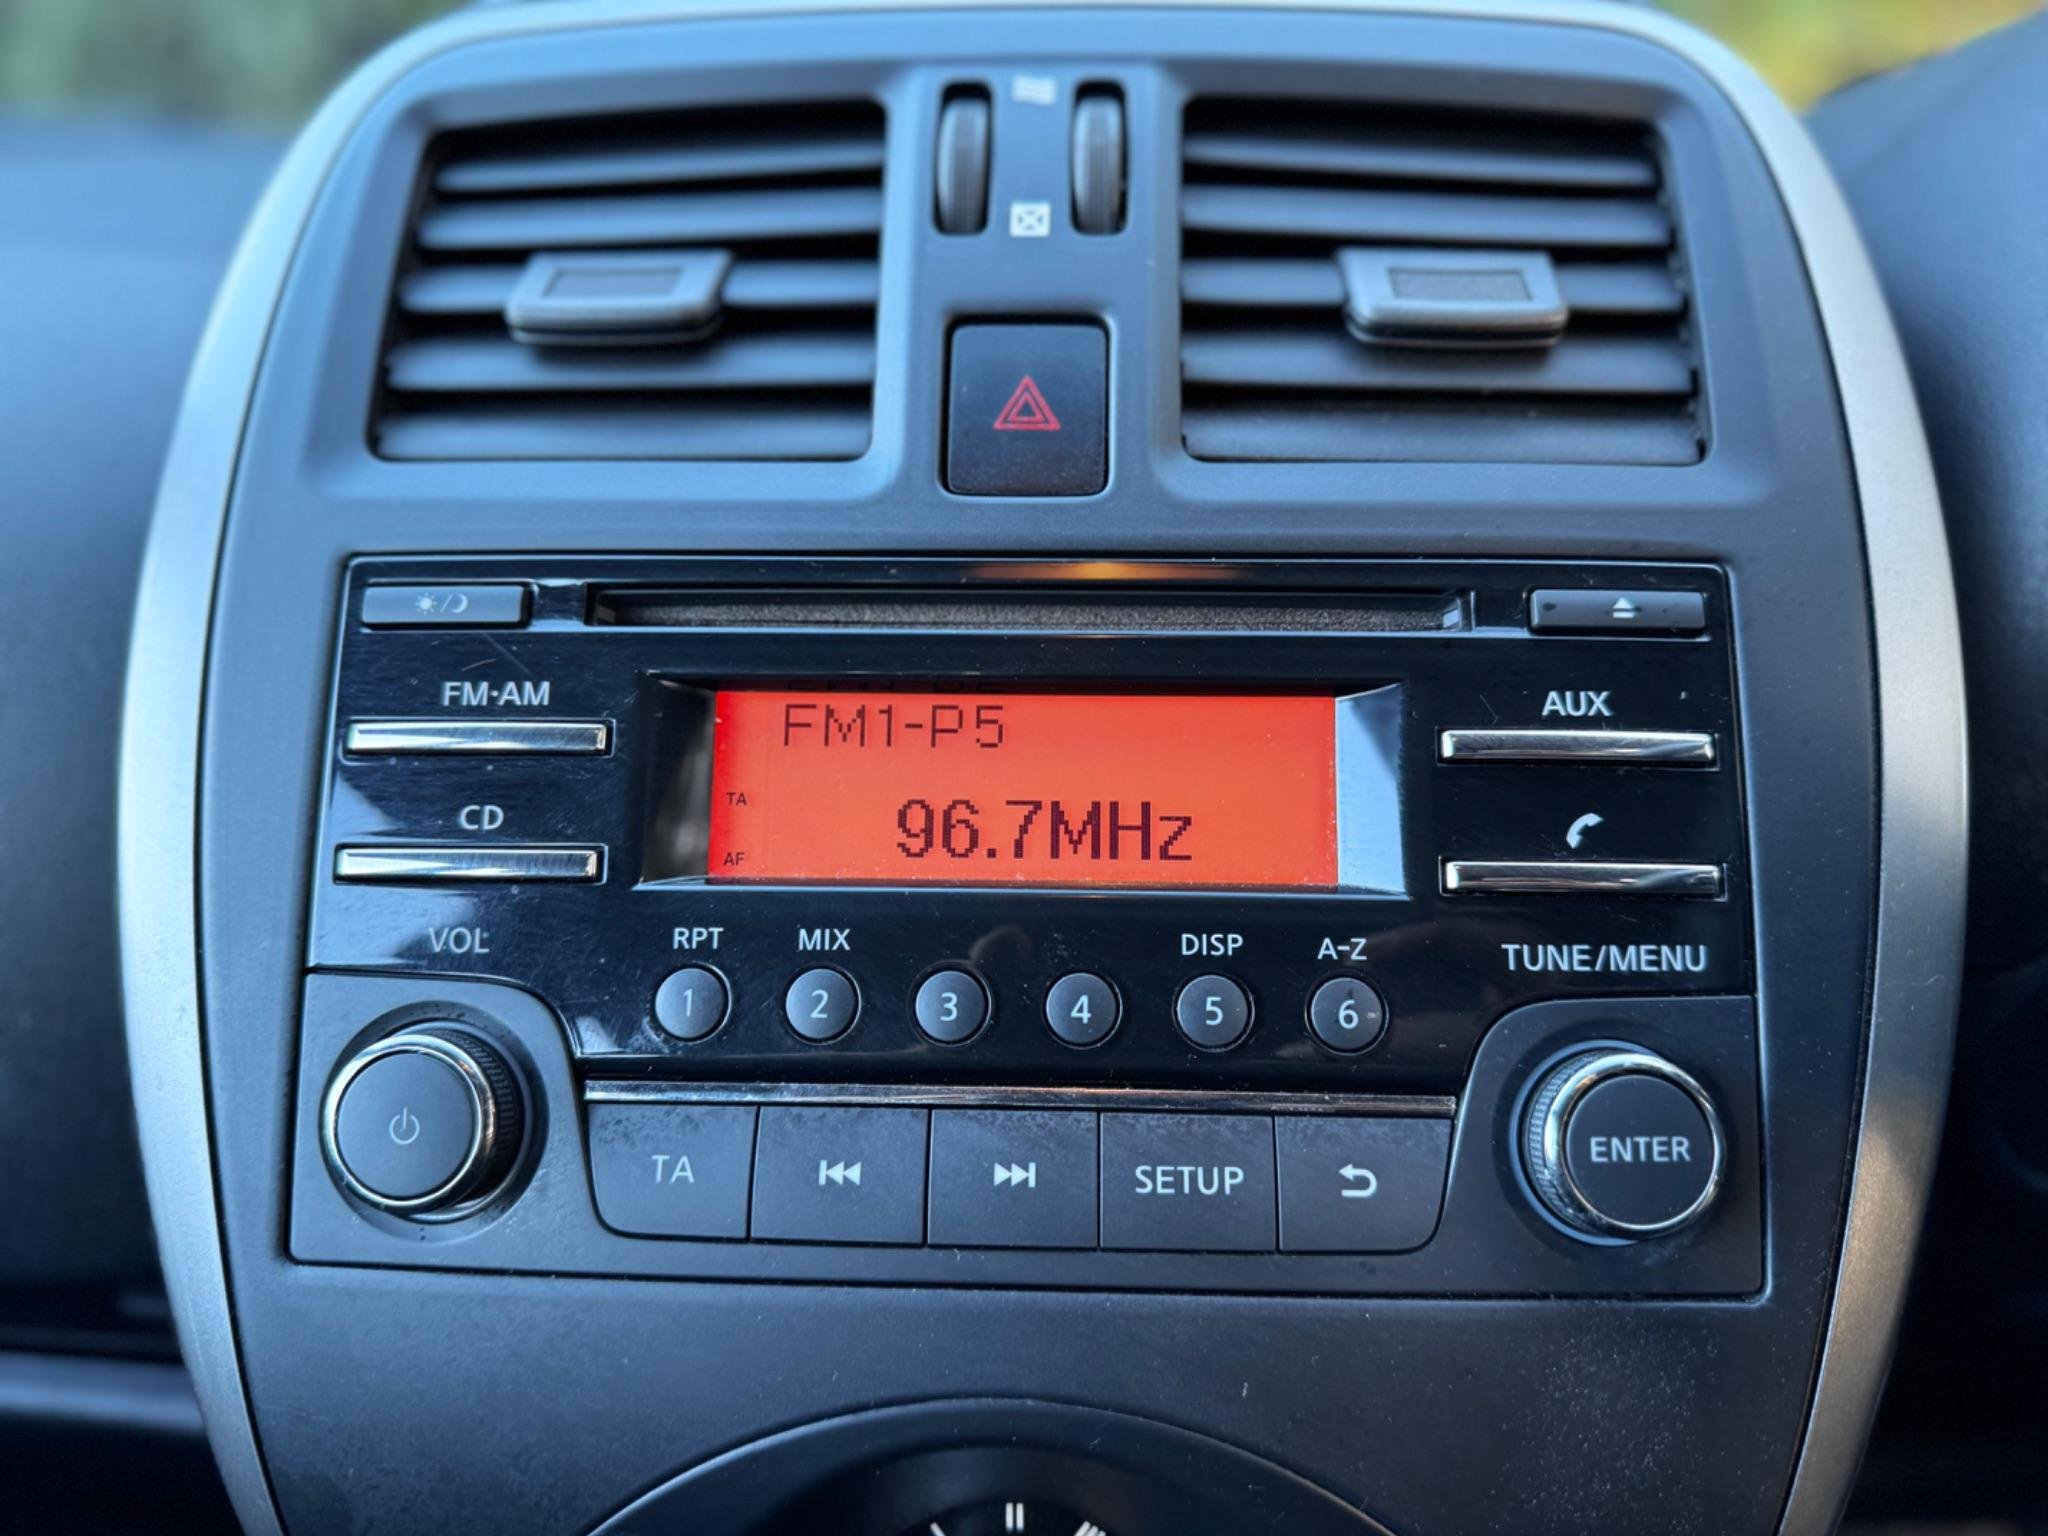 FM·AM
AUX
FM1-P5
TA
96.7MHz
CD
AF
VOL
RPT
MIX
DISP
A-Z
TUNE/MENU
1
2
3
4
5
6
TA
SETUP
ENTER